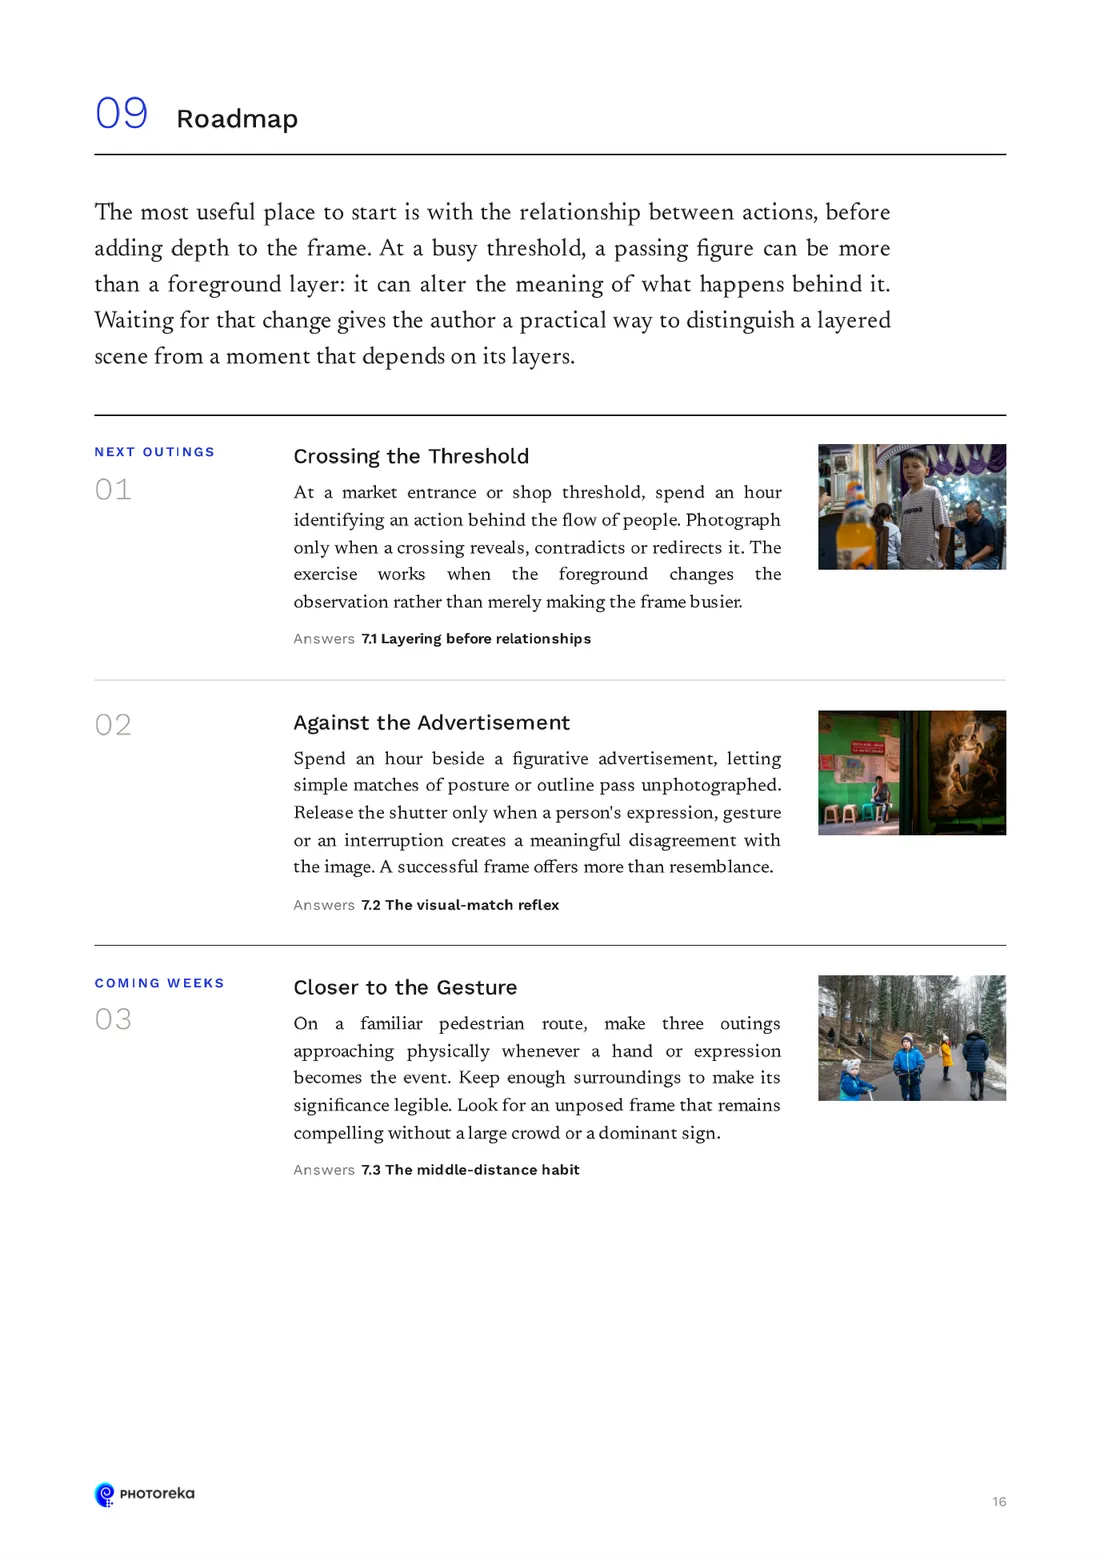 09 Roadmap
The most useful place to start is with the relationship between actions, before
adding depth to the frame. At a busy threshold, a passing figure can be more
than a foreground layer: it can alter the meaning of what happens behind it.
Waiting for that change gives the author a practical way to distinguish a layered
scene from a moment that depends on its layers.
NEXT OUTINGS
01
Crossing the Threshold
At a market entrance or shop threshold, spend an hour
identifying an action behind the flow of people. Photograph
only when a crossing reveals, contradicts or redirects it. The
exercise works when the foreground changes the
observation rather than merely making the frame busier.
Answers 7.1 Layering before relationships
02
Against the Advertisement
Spend an hour beside a figurative advertisement, letting
simple matches of posture or outline pass unphotographed.
Release the shutter only when a person's expression, gesture
or an interruption creates a meaningful disagreement with
the image. A successful frame offers more than resemblance.
Answers 7.2 The visual-match reflex
COMING WEEKS
03
Closer to the Gesture
On a familiar pedestrian route, make three outings
approaching physically whenever a hand or expression
becomes the event. Keep enough surroundings to make its
significance legible. Look for an unposed frame that remains
compelling without a large crowd or a dominant sign.
Answers 7.3 The middle-distance habit
PHOTOreka
16